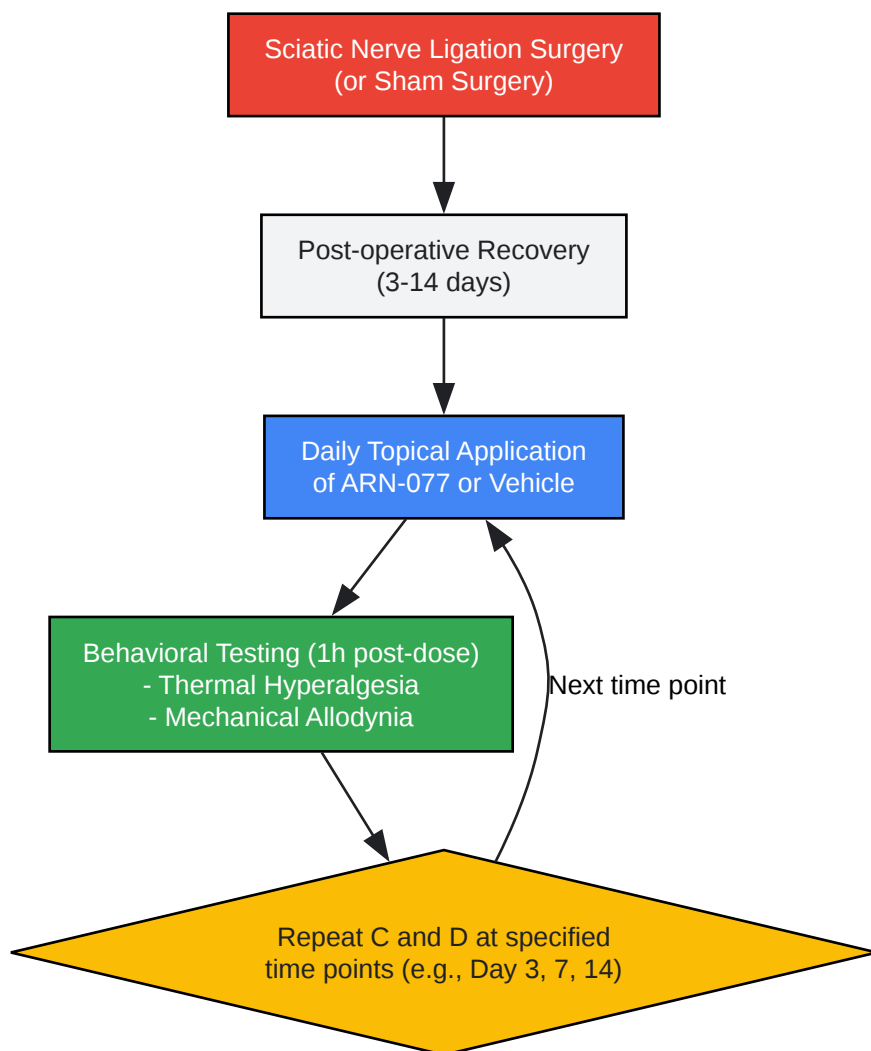 Sciatic Nerve Ligation Surgery
(or Sham Surgery)
Post-operative Recovery
(3-14 days)
Daily Topical Application
of ARN-077 or Vehicle
Behavioral Testing (1h post-dose)
- Thermal Hyperalgesia
- Mechanical Allodynia
Next time point
Repeat C and D at specified
time points (e.g., Day 3, 7, 14)